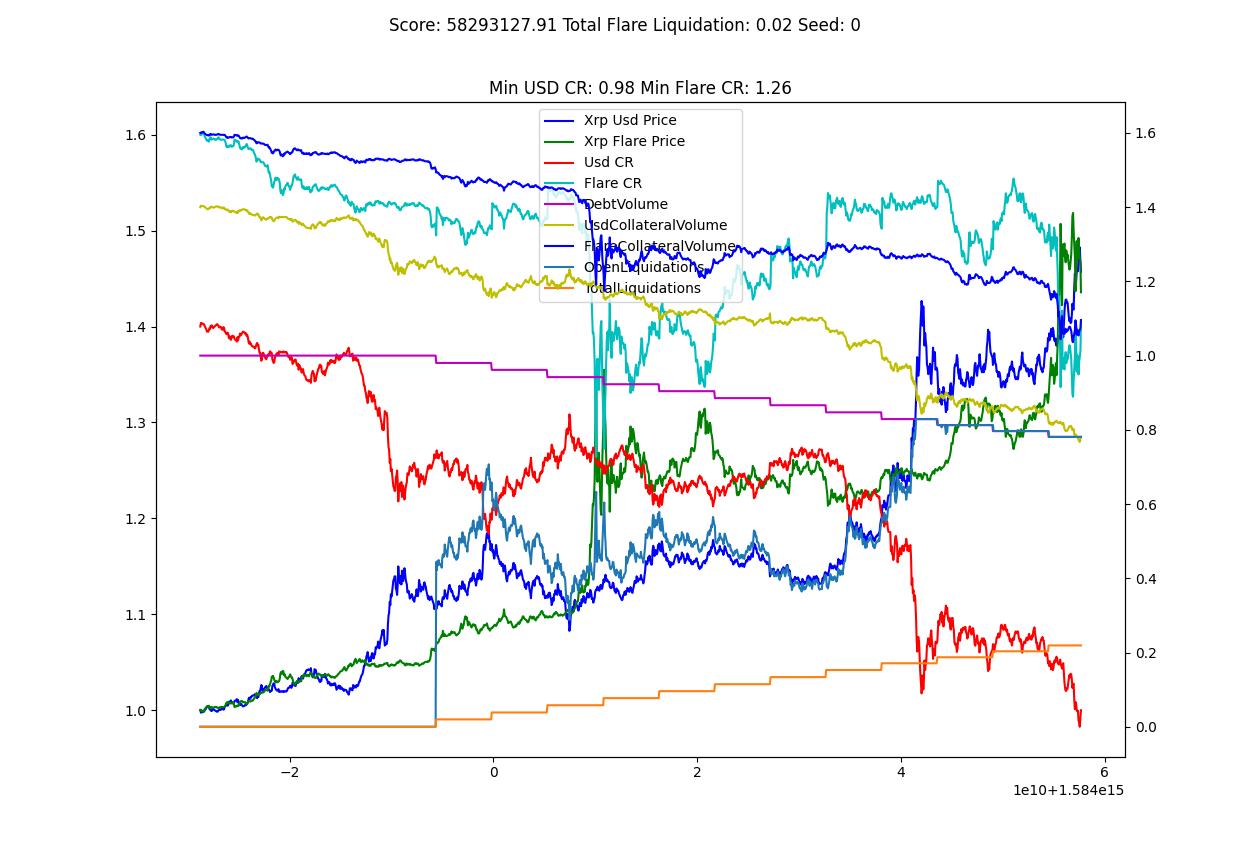 Score: 58293127.91 Total Flare Liquidation: 0.02 Seed: 0
Min USD CR: 0.98 Min Flare CR: 1.26
Xrp Usd Price
Xrp Flare Price
Usd CR
Flare CR
DebtVolume
UsdCollateralVolume
FlareCollateralVolume
OpenLiquidations
TotalLiquidations
1.6
1.5
1.4
1.3
1.2
1.1
1.0
1.6
1.4
1.2
1.0
0.8
0.6
0.4
0.2
0.0
−2
0
2
4
6
1e10+1.584e15